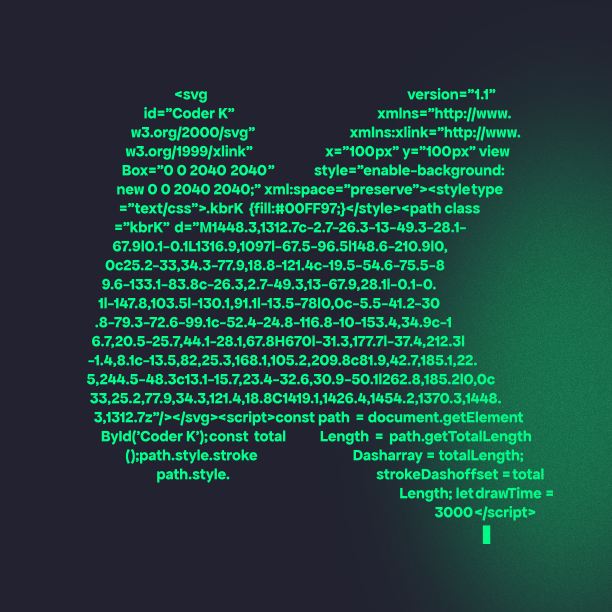 <svg version="1.1"
id="Coder K" xmlns="http://www.
w3.org/2000/svg" xmlns:xlink="http://www.
w3.org/1999/xlink" x="100px" y="100px" view
Box="0 0 2040 2040" style="enable-background:
new 0 0 2040 2040;" xml:space="preserve"><style type
="text/css">.kbrK {fill:#00FF97;}</style><path class
="kbrK" d="M1448.3,1312.7c-2.7-26.3-13-49.3-28.1-
67.9l0.1-0.1L1316.9,1097l-67.5-96.5l148.6-210.9l0,
0c25.2-33,34.3-77.9,18.8-121.4c-19.5-54.6-75.5-8
9.6-133.1-83.8c-26.3,2.7-49.3,13-67.9,28.1l-0.1-0.
1l-147.8,103.5l-130.1,91.1l-13.5-78l0,0c-5.5-41.2-30
.8-79.3-72.6-99.1c-52.4-24.8-116.8-10-153.4,34.9c-1
6.7,20.5-25.7,44.1-28.1,67.8H670l-31.3,177.7l-37.4,212.3l
-1.4,8.1c-13.5,82,25.3,168.1,105.2,209.8c81.9,42.7,185.1,22.
5,244.5-48.3c13.1-15.7,23.4-32.6,30.9-50.1l262.8,185.2l0,0c
33,25.2,77.9,34.3,121.4,18.8C1419.1,1426.4,1454.2,1370.3,1448.
3,1312.7z"/></svg><script>const path = document.getElement
ById('Coder K');const total Length = path.getTotalLength
();path.style.stroke Dasharray = totalLength;
path.style. strokeDashoffset = total
Length; let drawTime =
3000</script>